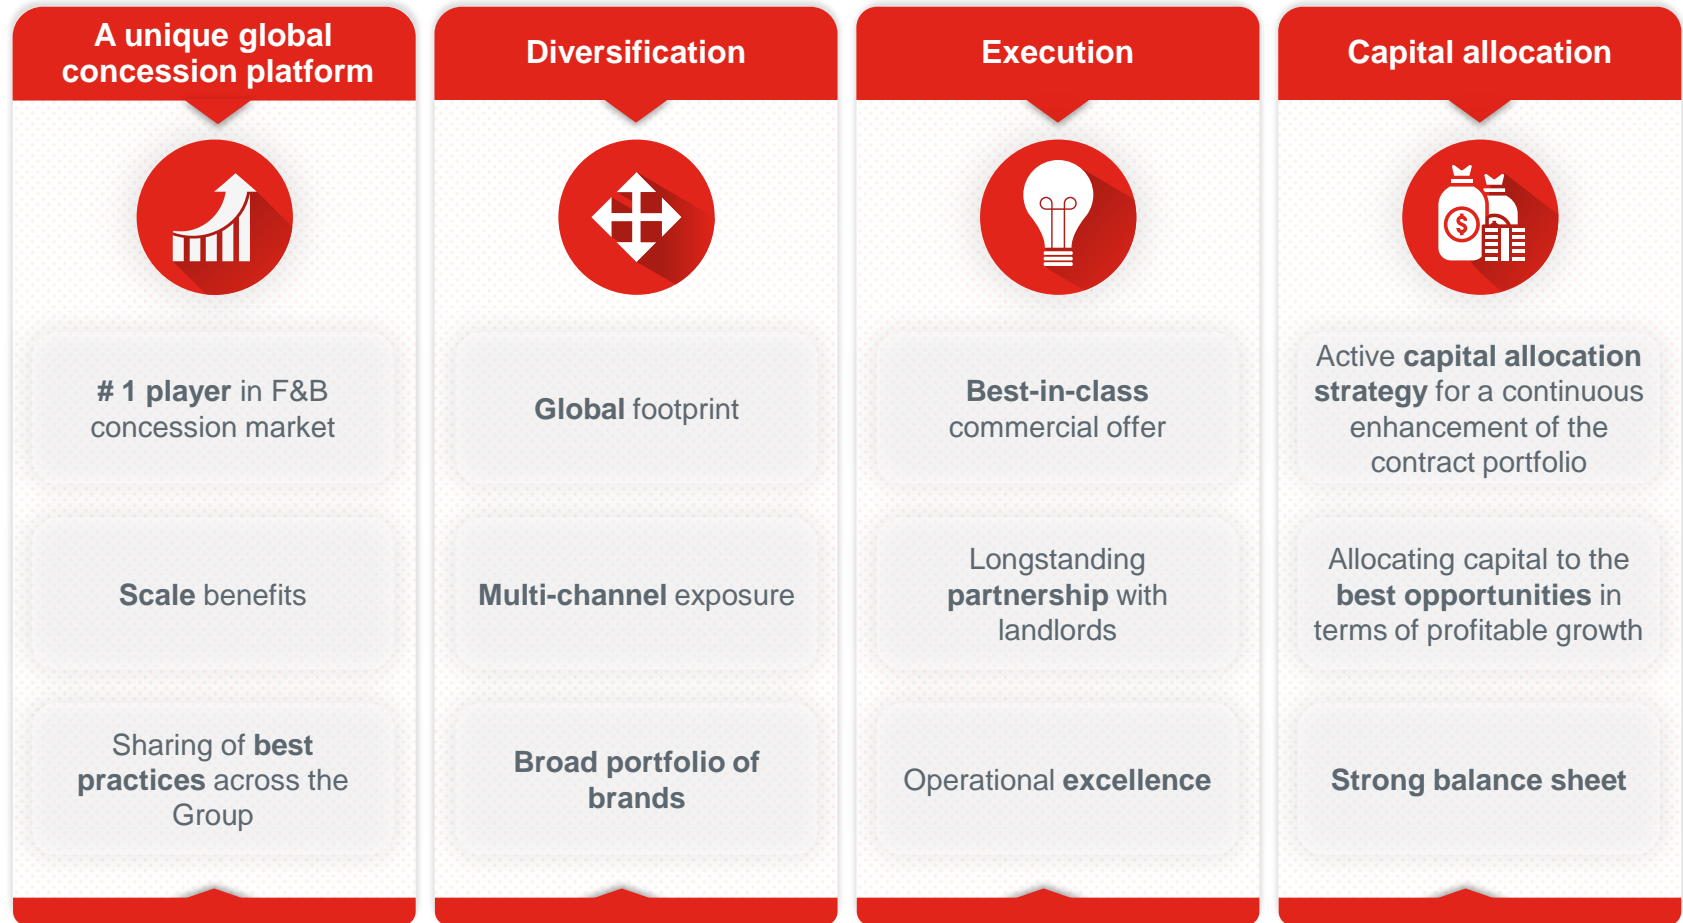 A unique global
concession platform
# 1 player in F&B
concession market
Scale benefits
Sharing of best
practices across the
Group
Diversification
Global footprint
Multi-channel exposure
Broad portfolio of
brands
Execution
Best-in-class
commercial offer
Longstanding
partnership with
landlords
Operational excellence
Capital allocation
$
Active capital allocation
strategy for a continuous
enhancement of the
contract portfolio
Allocating capital to the
best opportunities in
terms of profitable growth
Strong balance sheet